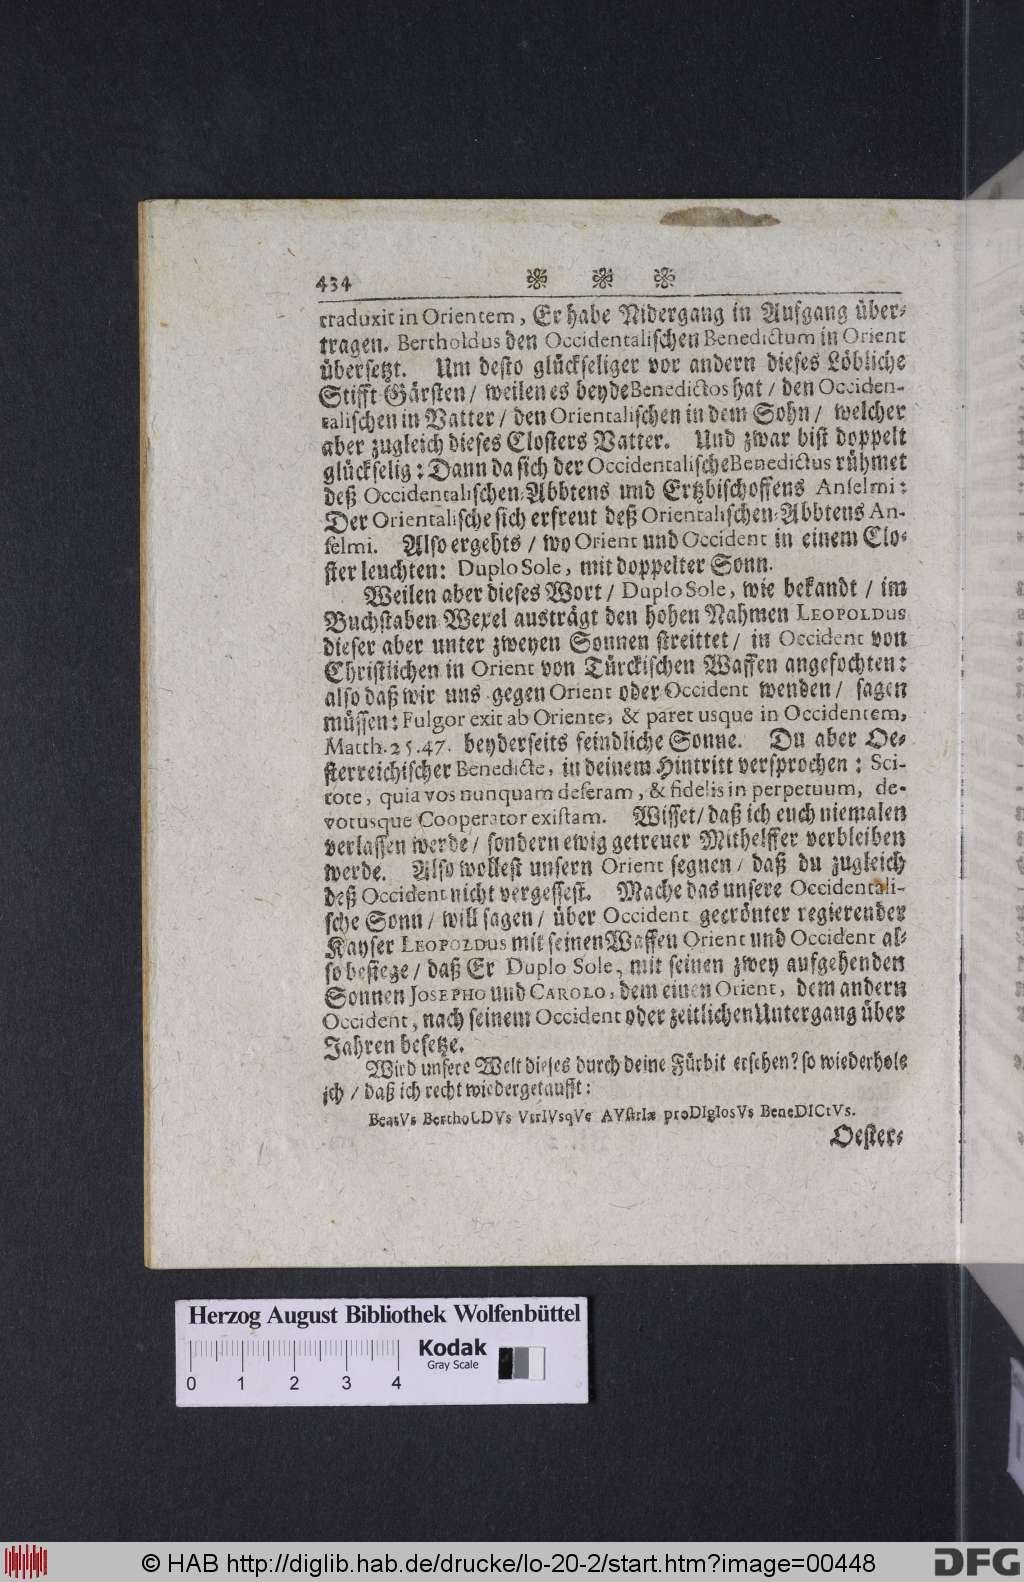 434
traduxit in Orientem, Er habe Nidergang in Aufgang über-
tragen. Bertholdus den Occidentalischen Benedictum in Orient
übersetzt. Um desto glückseliger vor andern dieses Löbliche
Stifft Gärsten / weilen es beyde Benedictos hat / den Occiden-
talischen in Vatter / den Orientalischen in dem Sohn / welcher
aber zugleich dieses Closters Vatter. Und zwar bist doppelt
glückselig: Dann da sich der Occidentalische Benedictus rühmet
deß Occidentalischen-Abbtens und Ertzbischoffens Anselmi:
Der Orientalische sich erfreut deß Orientalischen-Abbtens An-
selmi. Also ergehts / wo Orient und Occident in einem Clo-
ster leuchten: Duplo Sole, mit doppelter Sonn.
Weilen aber dieses Wort / Duplo Sole, wie bekandt / im
Buchstaben-Wexel austrägt den hohen Nahmen LEOPOLDUS
dieser aber unter zweyen Sonnen streittet / in Occident von
Christlichen in Orient von Türckischen Waffen angefochten:
also daß wir uns gegen Orient oder Occident wenden / sagen
müssen: Fulgor exit ab Oriente, & paret usque in Occidentem,
Matth. 25. 47. beyderseits feindliche Sonne. Du aber Oe-
sterreichischer Benedicte, in deinem Hintritt versprochen: Sci-
tote, quia vos nunquam deseram, & fidelis in perpetuum, de-
votusque Cooperator existam. Wisset / daß ich euch niemalen
verlassen werde / sondern ewig getreuer Mithelffer verbleiben
werde. Also wollest unsern Orient segnen / daß du zugleich
deß Occident nicht vergessest. Mache das unsere Occidentali-
sche Sonn / will sagen / über Occident gecrönter regierender
Kayser LEOPOLDUS mit seinen Waffen Orient und Occident al-
so besiege / daß Er Duplo Sole, mit seinen zwey aufgehenden
Sonnen JOSEPHO und CAROLO, dem einen Orient, dem andern
Occident, nach seinem Occident oder zeitlichen Untergang über
Jahren besetze.
Wird unsere Welt dieses durch deine Fürbit ersehen? so wiederhole
ich / daß ich recht wiedergetaufft:
BeatVs BerthoLDVs VtrIVsqVe AVstrIæ proDIgIosVs BeneDICtVs.
Oester-
Herzog August Bibliothek Wolfenbüttel
Kodak
Gray Scale
0 1 2 3 4
© HAB http://diglib.hab.de/drucke/lo-20-2/start.htm?image=00448
DFG